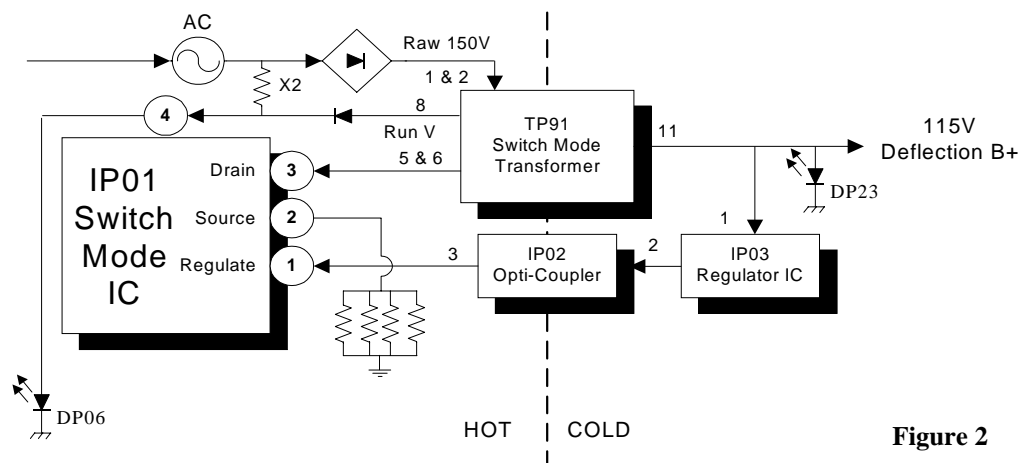 AC
Raw 150V
X2
1 & 2
4
8
Run V
5 & 6
TP91
Switch Mode
Transformer
11
115V
Deflection B+
DP23
IP01
Switch
Mode
IC
Drain
3
Source
2
Regulate
1
3
IP02
Opti-Coupler
2
1
IP03
Regulator IC
DP06
HOT
COLD
Figure 2